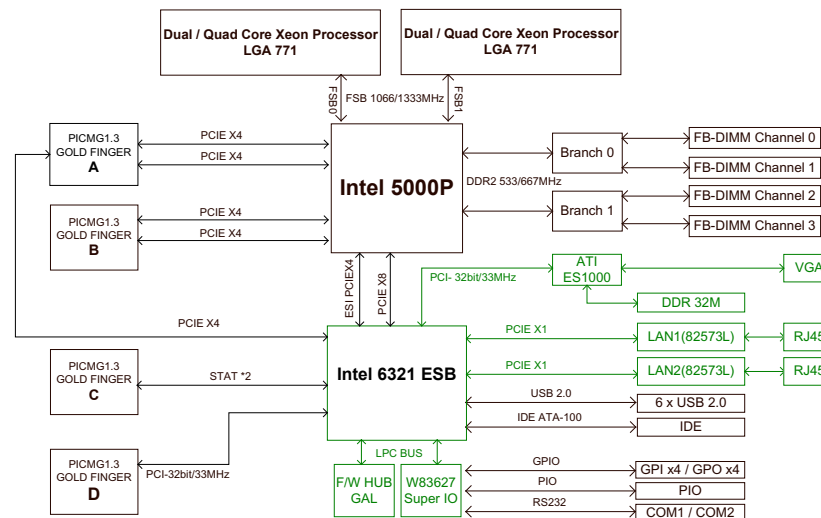 Dual / Quad Core Xeon Processor
LGA 771
Dual / Quad Core Xeon Processor
LGA 771
FSB0
FSB 1066/1333MHz
FSB1
PICMG1.3
GOLD FINGER
A
PCIE X4
PCIE X4
Intel 5000P
Branch 0
FB-DIMM Channel 0
FB-DIMM Channel 1
DDR2 533/667MHz
PICMG1.3
GOLD FINGER
B
PCIE X4
PCIE X4
Branch 1
FB-DIMM Channel 2
FB-DIMM Channel 3
ESI PCIEX4
PCIE X8
PCI- 32bit/33MHz
ATI
ES1000
VGA
DDR 32M
PCIE X4
Intel 6321 ESB
PCIE X1
LAN1(82573L)
RJ45
PCIE X1
LAN2(82573L)
RJ45
PICMG1.3
GOLD FINGER
C
STAT *2
USB 2.0
6 x USB 2.0
IDE ATA-100
IDE
PICMG1.3
GOLD FINGER
D
PCI-32bit/33MHz
LPC BUS
F/W HUB
GAL
W83627
Super IO
GPIO
GPI x4 / GPO x4
PIO
PIO
RS232
COM1 / COM2